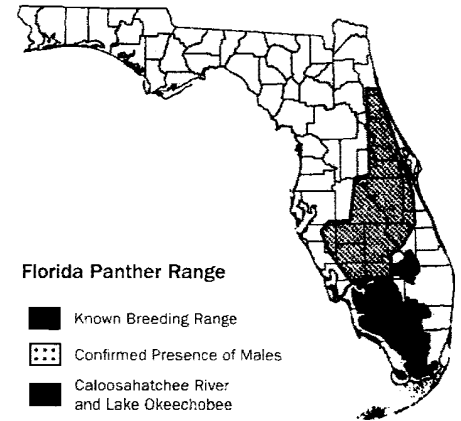 Florida Panther Range
Known Breeding Range
Confirmed Presence of Males
Caloosahatchee River
and Lake Okeechobee